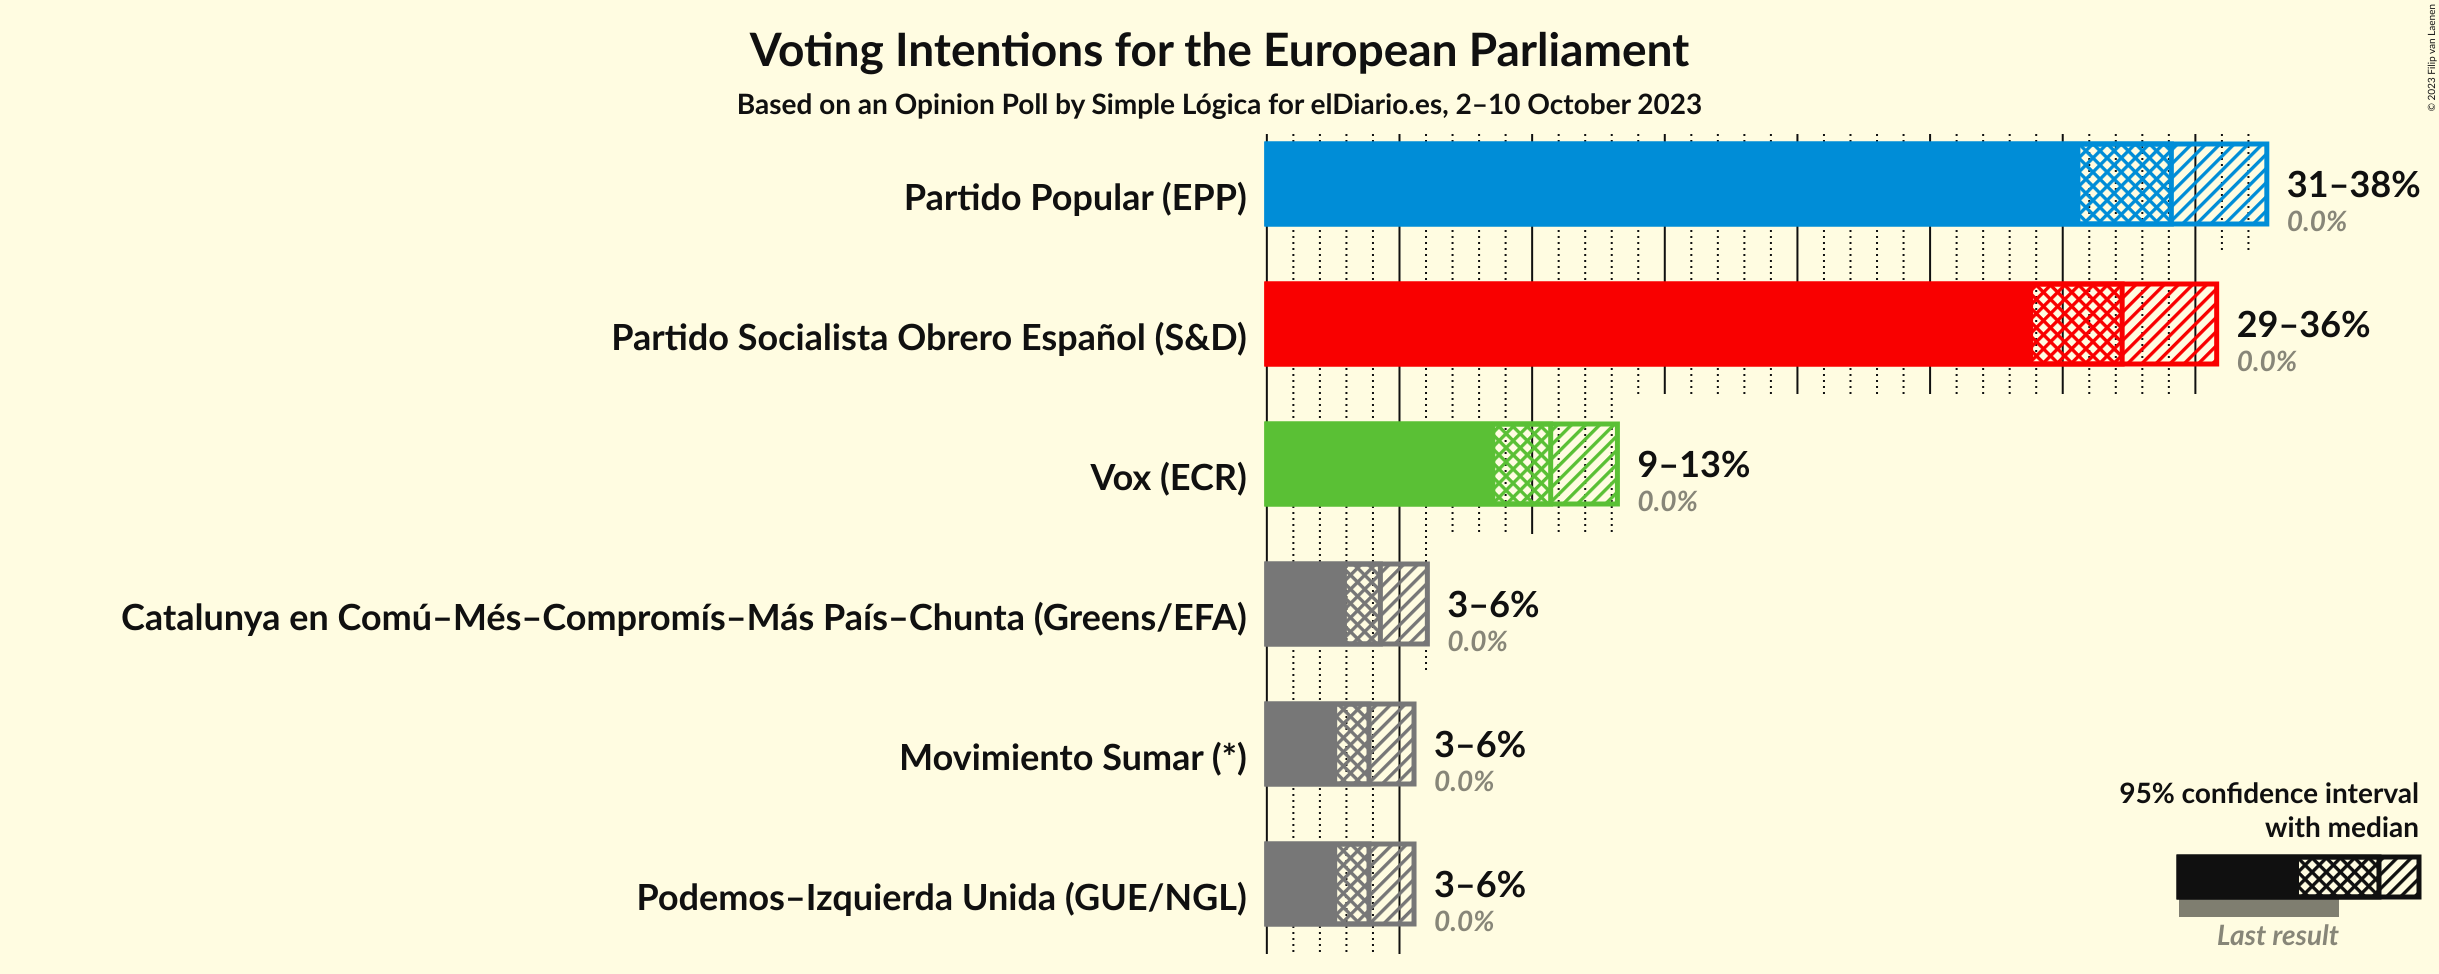 Voting Intentions for the European Parliament
Based on an Opinion Poll by Simple Lógica for elDiario.es, 2–10 October 2023
© 2023 Filip van Laenen
Partido Popular (EPP)
31–38%
0.0%
Partido Socialista Obrero Español (S&D)
29–36%
0.0%
Vox (ECR)
9–13%
0.0%
Catalunya en Comú–Més–Compromís–Más País–Chunta (Greens/EFA)
3–6%
0.0%
Movimiento Sumar (*)
3–6%
0.0%
Podemos–Izquierda Unida (GUE/NGL)
3–6%
0.0%
95% confidence interval
with median
Last result